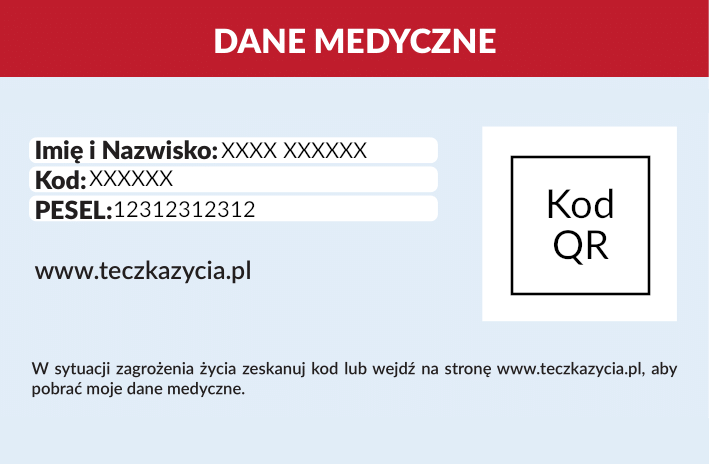 DANE MEDYCZNE
Imię i Nazwisko: XXXX XXXXXX
Kod: XXXXXX
PESEL: 12312312312
www.teczkazycia.pl
Kod
QR
W sytuacji zagrożenia życia zeskanuj kod lub wejdź na stronę www.teczkazycia.pl, aby
pobrać moje dane medyczne.